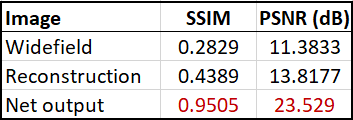 Image SSIM PSNR (dB)
Widefield 0.2829 11.3833
Reconstruction 0.4389 13.8177
Net output 0.9505 23.529